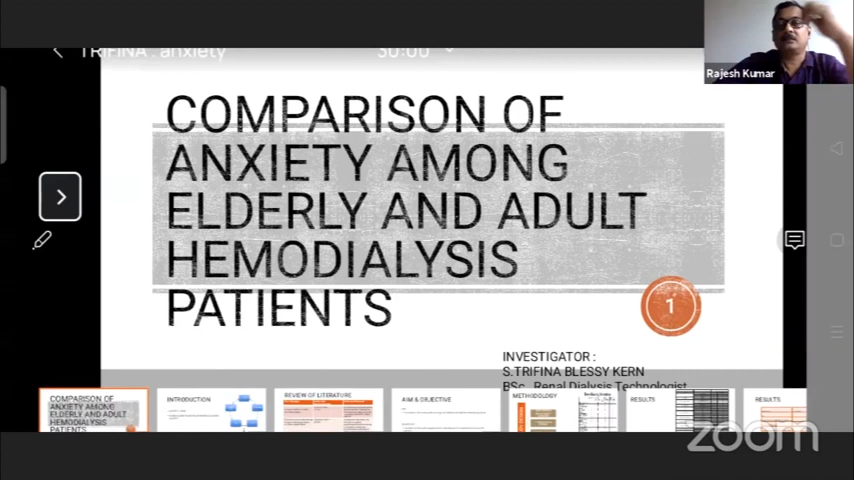 TRIFINA : anxiety 30:00
Rajesh Kumar
COMPARISON OF
ANXIETY AMONG
ELDERLY AND ADULT
HEMODIALYSIS
PATIENTS
1
INVESTIGATOR :
S.TRIFINA BLESSY KERN
BSc., Renal Dialysis Technologist
COMPARISON OF
ANXIETY AMONG
ELDERLY AND ADULT
HEMODIALYSIS
PATIENTS
INTRODUCTION
REVIEW OF LITERATURE
AIM & OBJECTIVE
METHODOLOGY
RESULTS
RESULTS
zoom